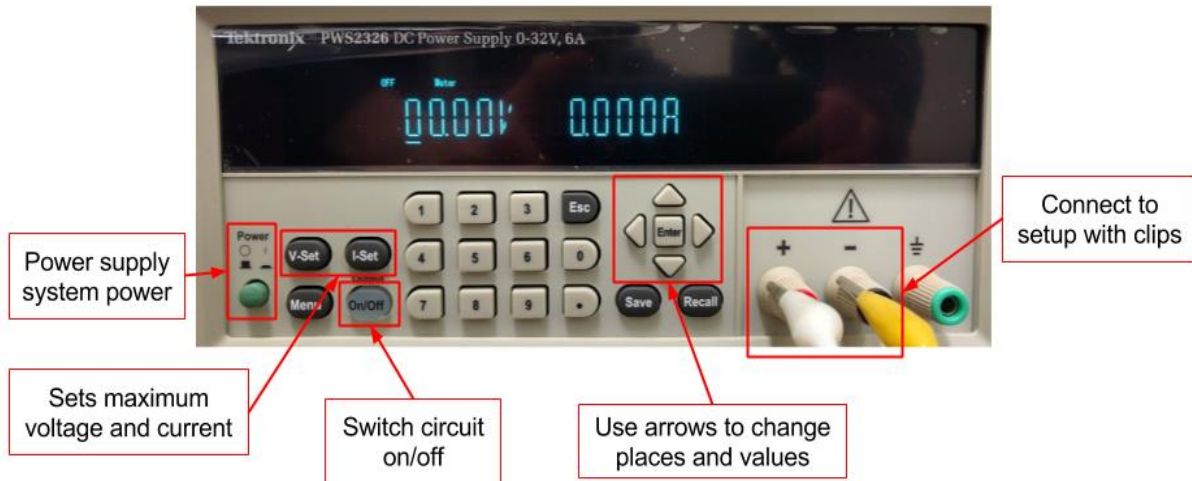 Tektronix PWS2326 DC Power Supply 0-32V, 6A
OFF Meter
00.00V 0.000A
Power
V-Set I-Set
Menu On/Off
1 2 3 Esc
4 5 6 0
7 8 9 •
Enter
Save Recall
+ -
Power supply
system power
Sets maximum
voltage and current
Switch circuit
on/off
Use arrows to change
places and values
Connect to
setup with clips